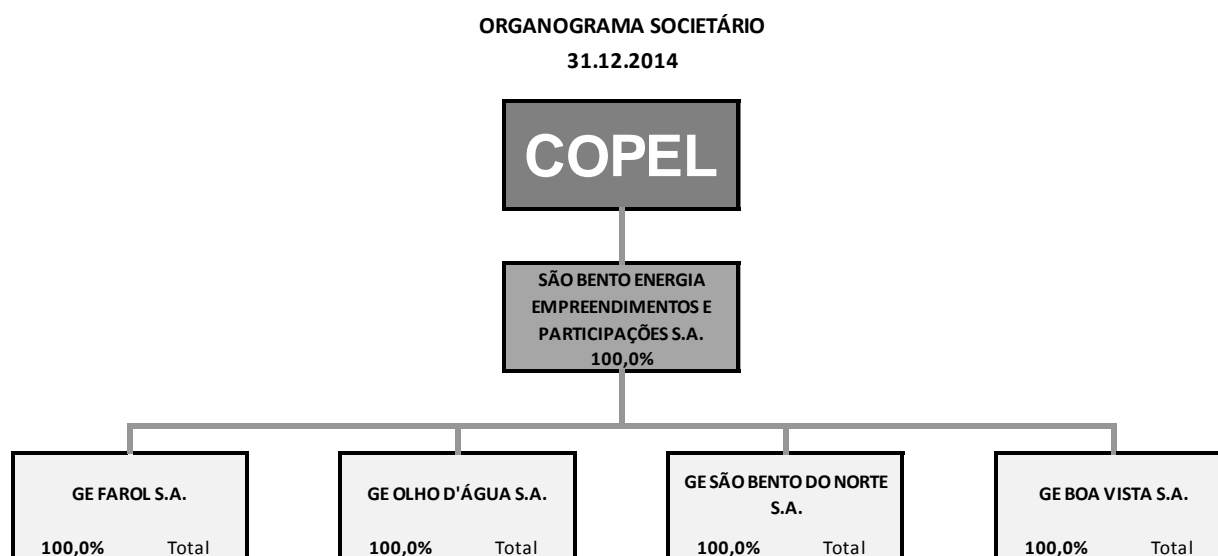 ORGANOGRAMA SOCIETÁRIO
31.12.2014
COPEL
SÃO BENTO ENERGIA
EMPREENDIMENTOS E
PARTICIPAÇÕES S.A.
100,0%
GE FAROL S.A.
100,0% Total
GE OLHO D'ÁGUA S.A.
100,0% Total
GE SÃO BENTO DO NORTE
S.A.
100,0% Total
GE BOA VISTA S.A.
100,0% Total